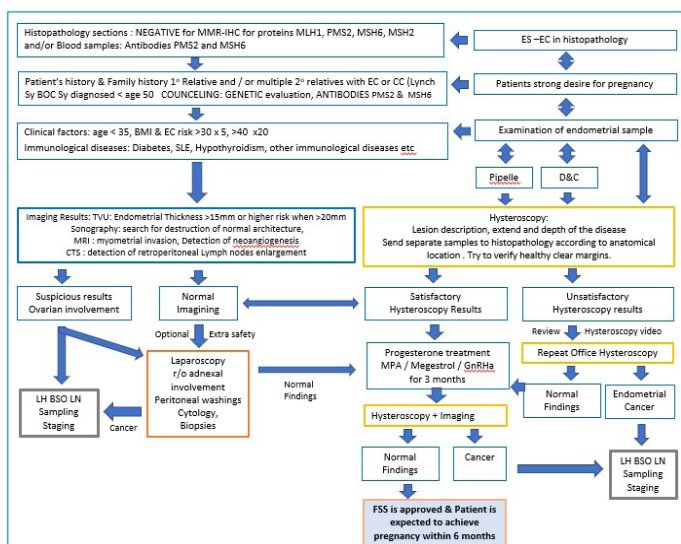 Histopathology sections : NEGATIVE for MMR-IHC for proteins MLH1, PMS2, MSH6, MSH2
and/or Blood samples: Antibodies PMS2 and MSH6
ES –EC in histopathology
Patient's history & Family history 1° Relative and / or multiple 2° relatives with EC or CC (Lynch
Sy BOC Sy diagnosed < age 50 COUNCELING: GENETIC evaluation, ANTIBODIES PMS2 & MSH6
Patients strong desire for pregnancy
Clinical factors: age < 35, BMI & EC risk >30 x 5, >40 x20
Immunological diseases: Diabetes, SLE, Hypothyroidism, other immunological diseases etc
Examination of endometrial sample
Pipelle
D&C
Imaging Results: TVU: Endometrial Thickness >15mm or higher risk when >20mm
Sonography: search for destruction of normal architecture,
MRI : myometrial invasion, Detection of neoangiogenesis
CTS : detection of retroperitoneal Lymph nodes enlargement
Hysteroscopy:
Lesion description, extend and depth of the disease
Send separate samples to histopathology according to anatomical
location . Try to verify healthy clear margins.
Suspicious results
Ovarian involvement
Normal
Imagining
Satisfactory
Hysteroscopy Results
Unsatisfactory
Hysteroscopy results
Optional
Extra safety
Review
Hysteroscopy video
Laparoscopy
r/o adnexal
involvement
Peritoneal washings
Cytology,
Biopsies
Normal
Findings
Progesterone treatment
MPA / Megestrol / GnRHa
for 3 months
Repeat Office Hysteroscopy
Normal
Findings
Endometrial
Cancer
LH BSO LN
Sampling
Staging
Cancer
Hysteroscopy + Imaging
Normal
Findings
Cancer
LH BSO LN
Sampling
Staging
FSS is approved & Patient is
expected to achieve
pregnancy within 6 months